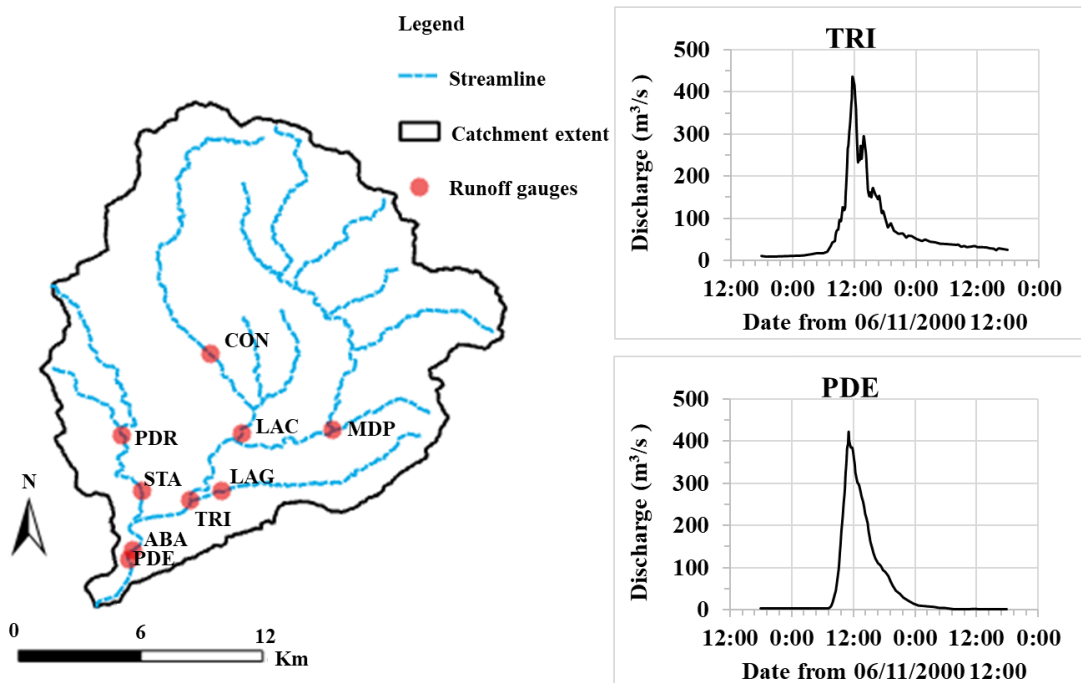 Legend
Streamline
Catchment extent
Runoff gauges
CON
LAC
MDP
PDR
STA
LAG
TRI
ABA
PDE
N
0 6 12
Km
TRI
Discharge (m³/s )
500
400
300
200
100
0
12:00 0:00 12:00 0:00 12:00 0:00
Date from 06/11/2000 12:00
PDE
Discharge (m³/s )
500
400
300
200
100
0
12:00 0:00 12:00 0:00 12:00 0:00
Date from 06/11/2000 12:00